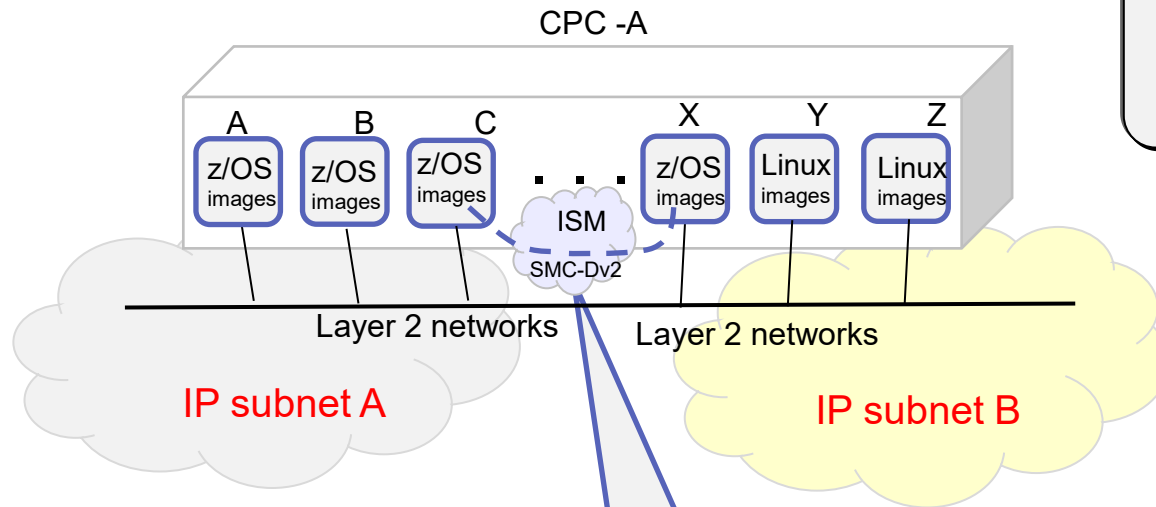 CPC -A
A
B
C
X
Y
Z
z/OS
images
z/OS
images
z/OS
images
. . .
z/OS
images
Linux
images
Linux
images
ISM
SMC-Dv2
Layer 2 networks
Layer 2 networks
IP subnet A
IP subnet B